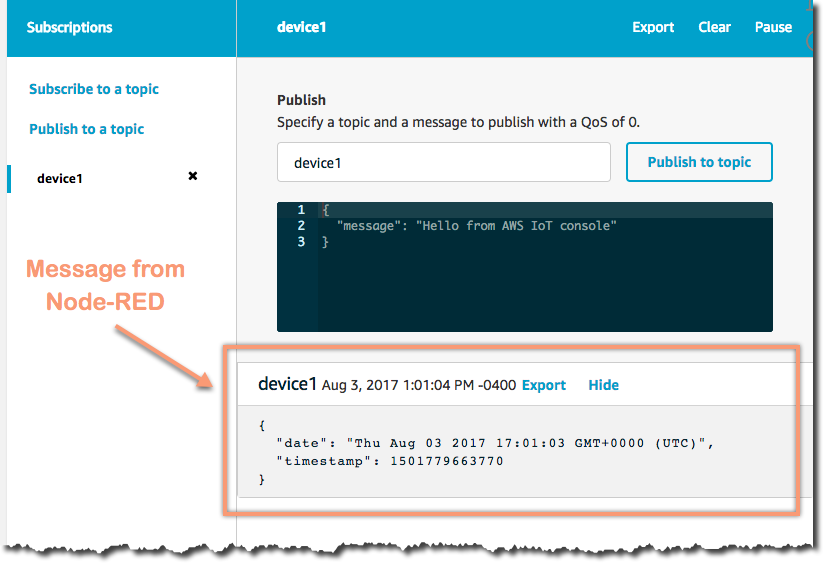 Subscriptions
device1
Export Clear Pause
Subscribe to a topic
Publish to a topic
device1
Publish
Specify a topic and a message to publish with a QoS of 0.
device1
Publish to topic
1 {
2 "message": "Hello from AWS IoT console"
3 }
Message from
Node-RED
device1 Aug 3, 2017 1:01:04 PM -0400 Export Hide
{
"date": "Thu Aug 03 2017 17:01:03 GMT+0000 (UTC)",
"timestamp": 1501779663770
}